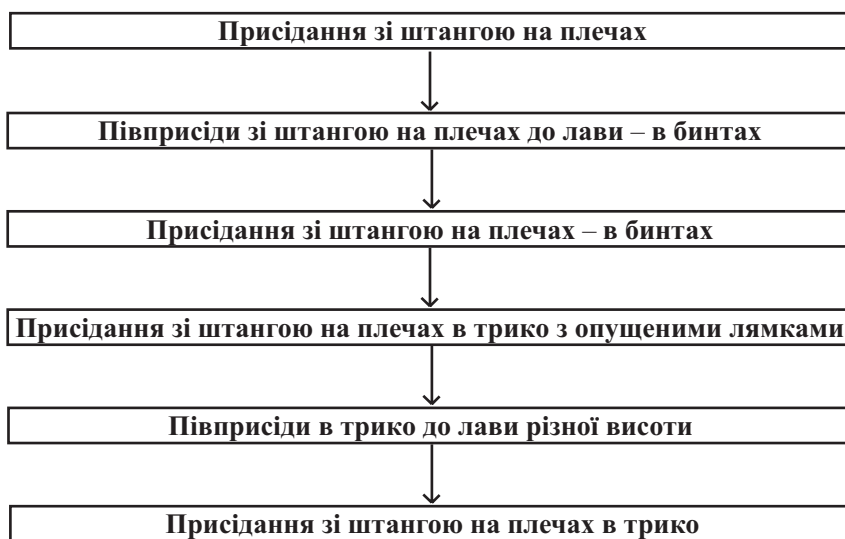 Присідання зі штангою на плечах
Півприсіди зі штангою на плечах до лави – в бинтах
Присідання зі штангою на плечах – в бинтах
Присідання зі штангою на плечах в трико з опущеними лямками
Півприсіди в трико до лави різної висоти
Присідання зі штангою на плечах в трико